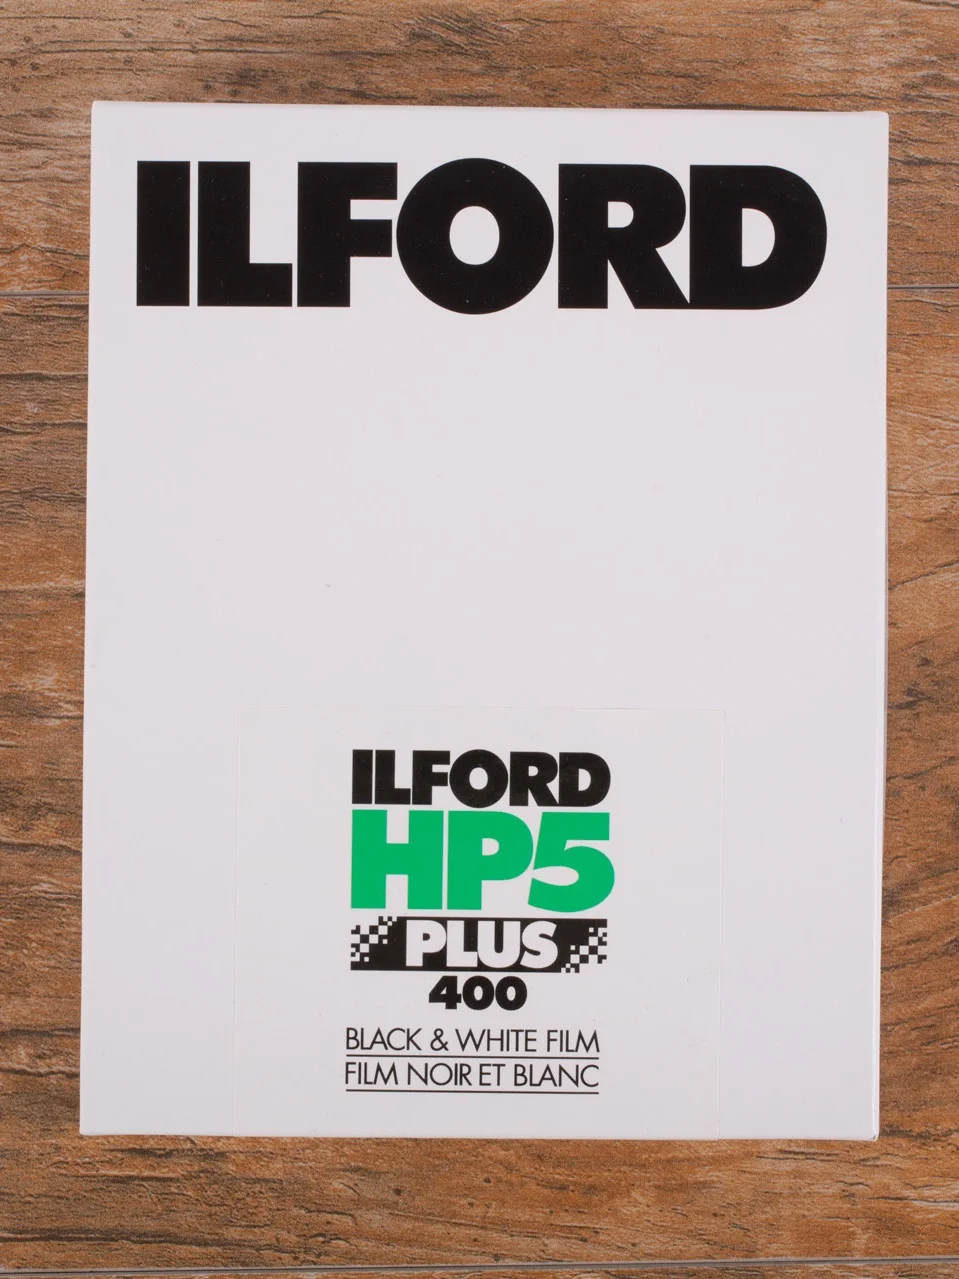 ILFORD
ILFORD
HP5
PLUS
400
BLACK & WHITE FILM
FILM NOIR ET BLANC